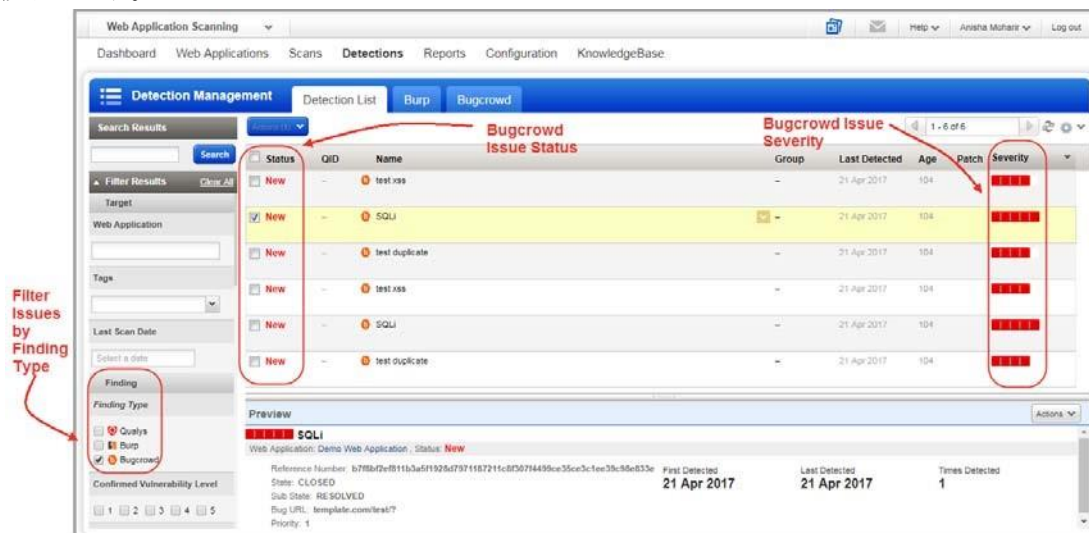 Web Application Scanning
Help
Anisha Moharir
Log out
Dashboard Web Applications Scans Detections Reports Configuration KnowledgeBase
Detection Management
Detection List
Burp
Bugcrowd
Search Results
Search
Filter Results Clear All
Target
Web Application
Tags
Last Scan Date
Select a date
Finding
Finding Type
Qualys
Burp
Bugcrowd
Confirmed Vulnerability Level
1 2 3 4 5
Filter
Issues
by
Finding
Type
Bugcrowd
Issue Status
Bugcrowd Issue
Severity
1 - 6 of 6
Status QID Name Group Last Detected Age Patch Severity
New – test xss – 21 Apr 2017 104
New – SQLi – 21 Apr 2017 104
New – test duplicate – 21 Apr 2017 104
New – test xss – 21 Apr 2017 104
New – SQLi – 21 Apr 2017 104
New – test duplicate – 21 Apr 2017 104
Preview
Actions
SQLi
Web Application: Demo Web Application , Status: New
Reference Number:
State: CLOSED
Sub State: RESOLVED
Bug URL: template.com/test/?
Priority: 1
First Detected
21 Apr 2017
Last Detected
21 Apr 2017
Times Detected
1